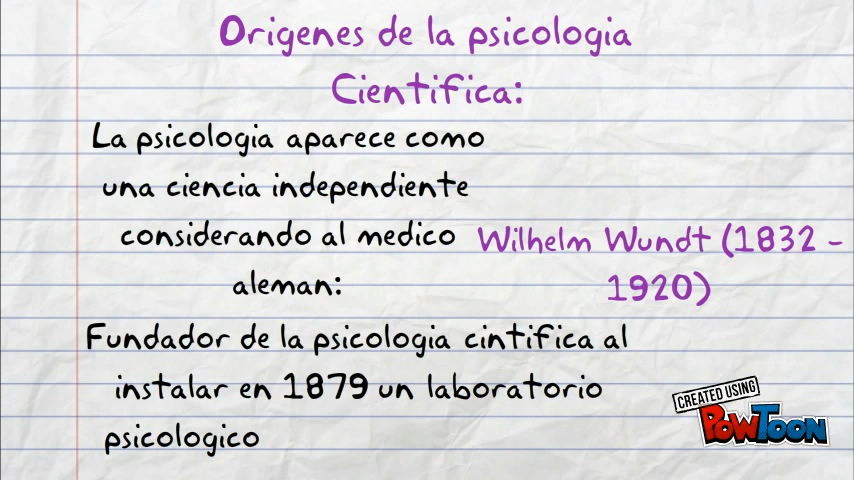 Origenes de la psicologia
Cientifica:
La psicologia aparece como
una ciencia independiente
considerando al medico
aleman:
Wilhelm Wundt (1832 -
1920)
Fundador de la psicologia cintifica al
instalar en 1879 un laboratorio
psicologico
CREATED USING
POWTOON